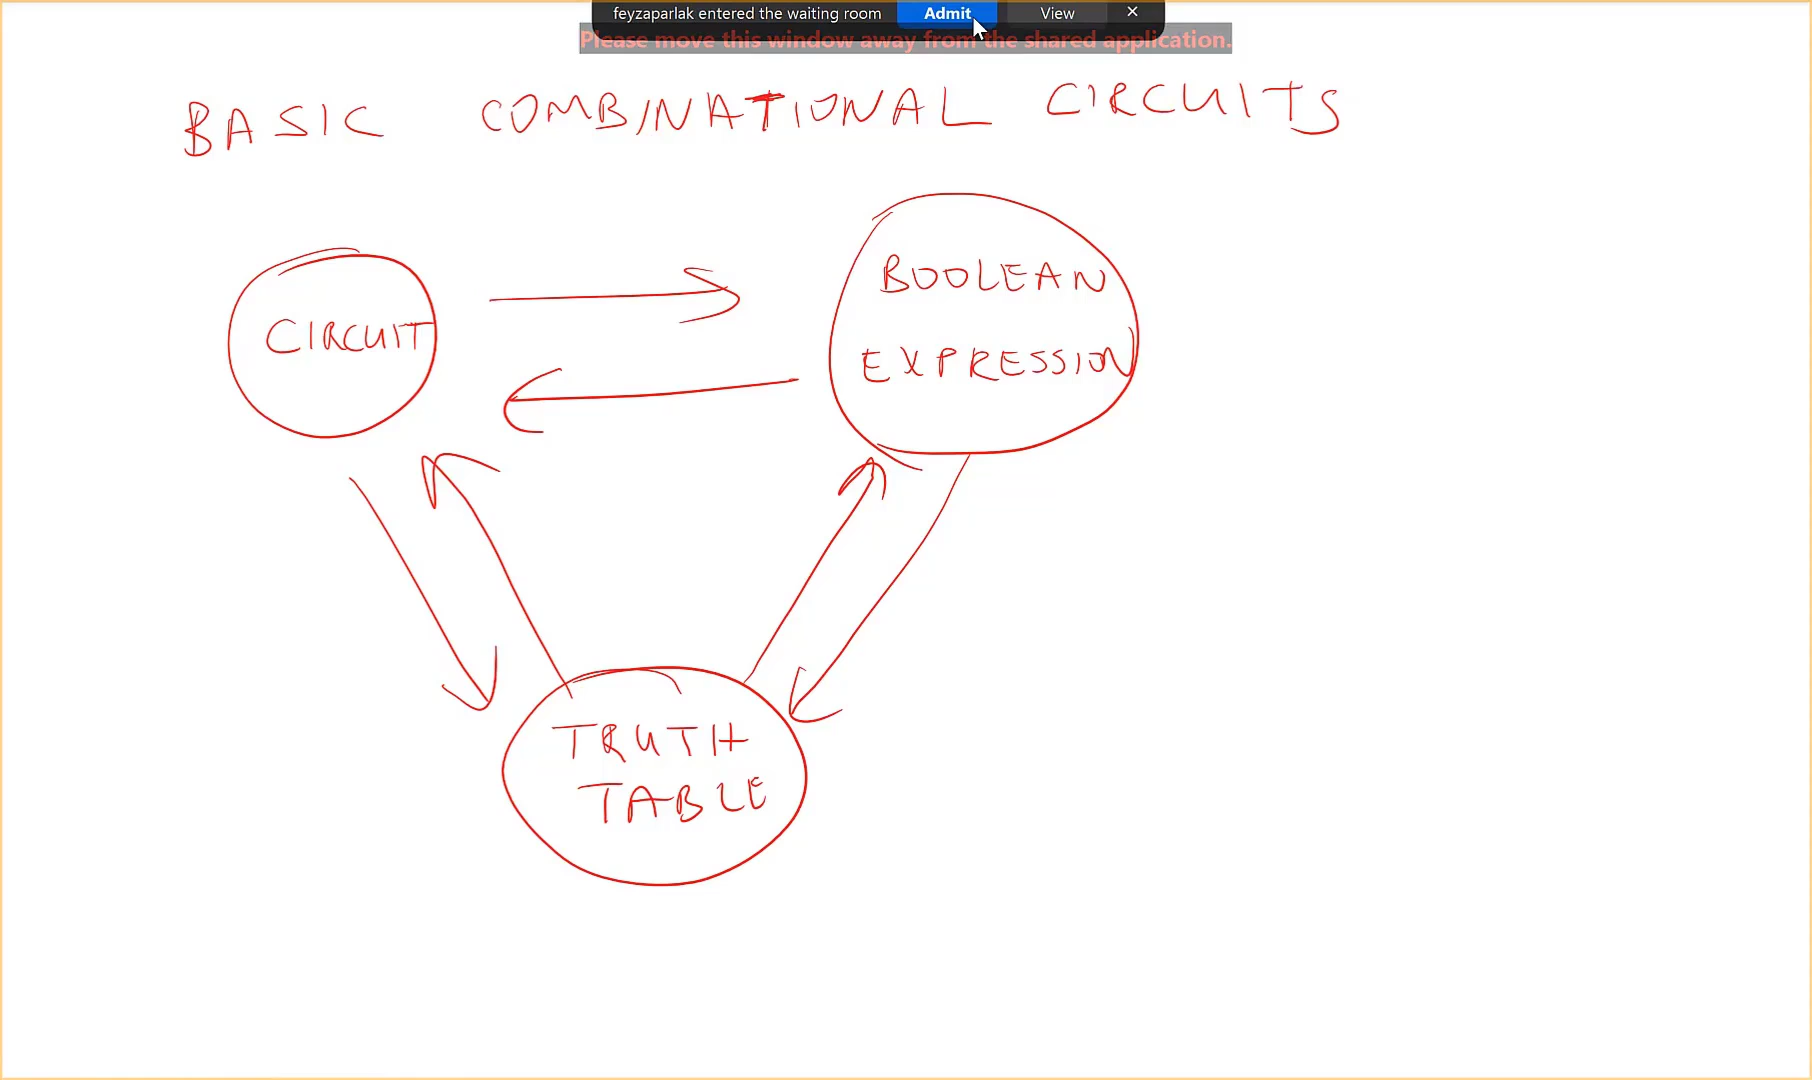 feyzaparlak entered the waiting room Admit View
Please move this window away from the shared application.
BASIC COMBINATIONAL CIRCUITS
BOOLEAN
EXPRESSION
CIRCUIT
TRUTH
TABLE